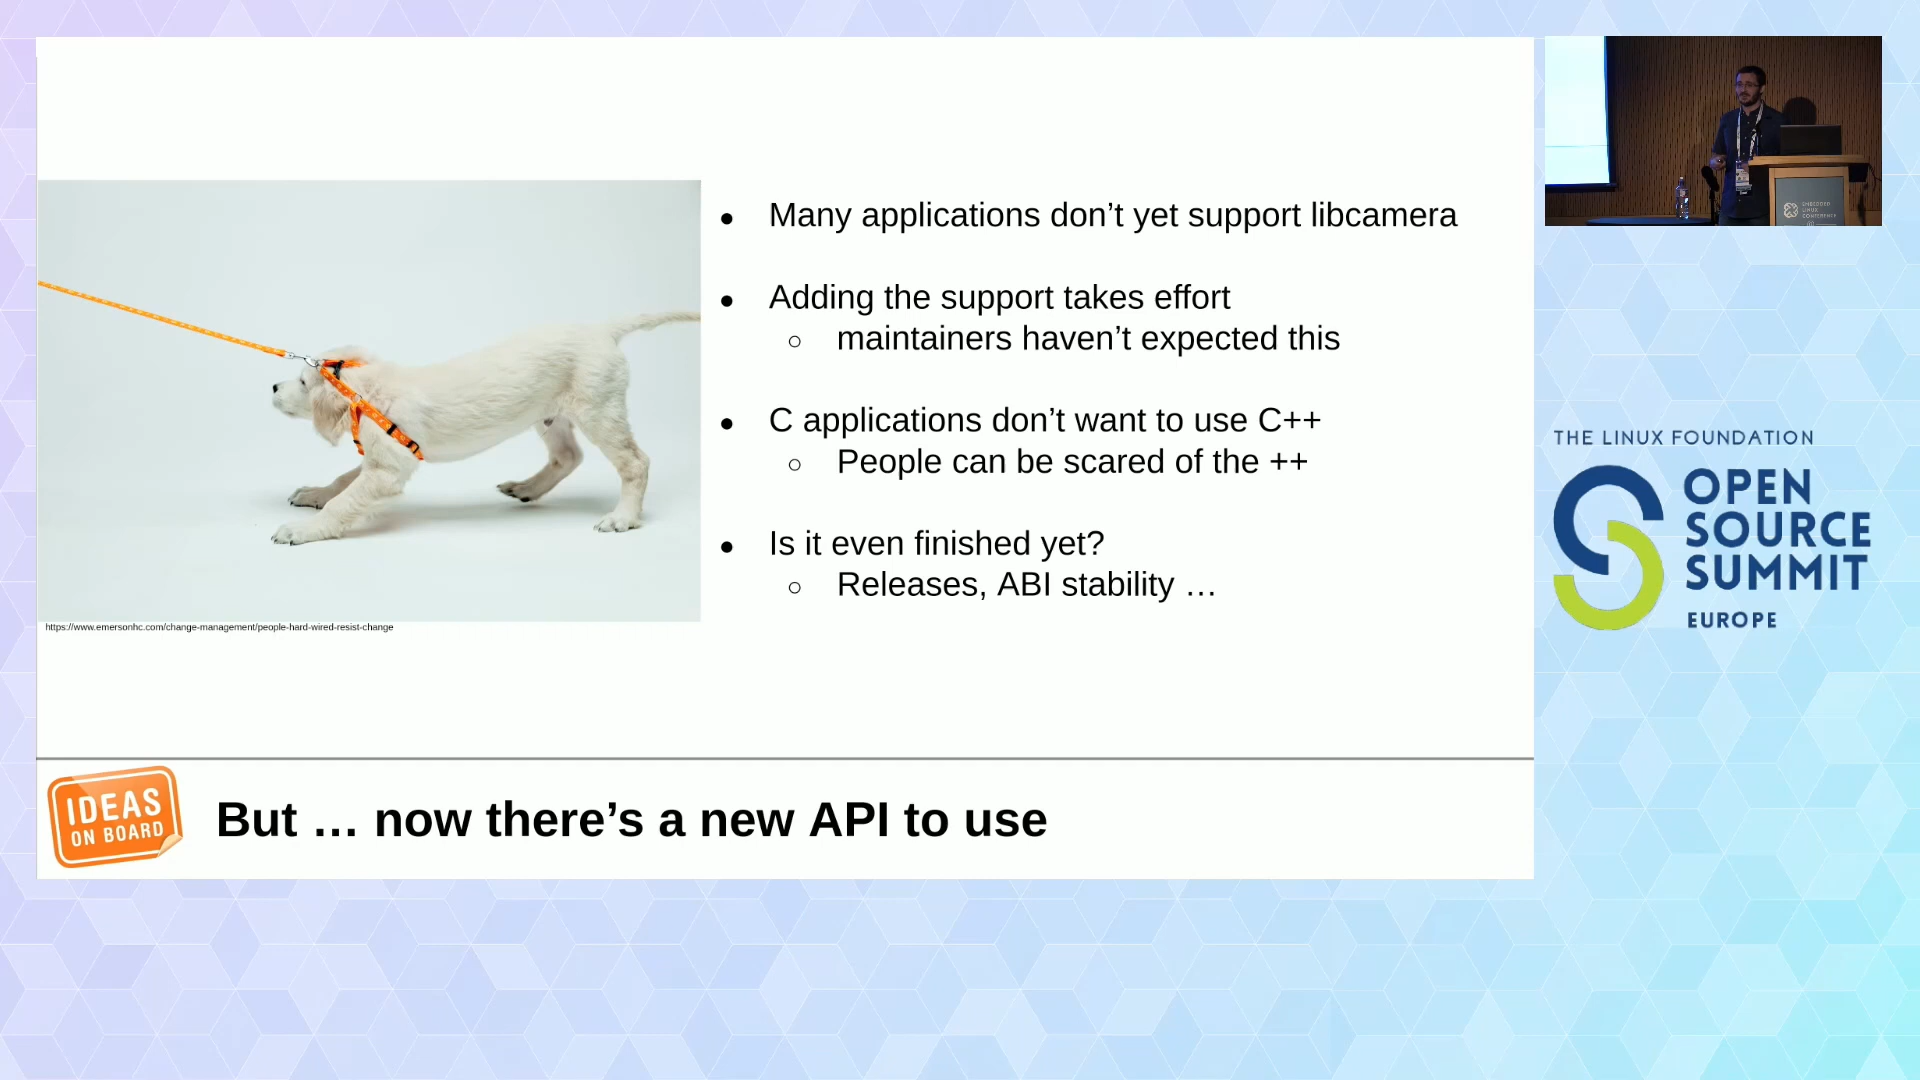 Many applications don’t yet support libcamera
Adding the support takes effort
maintainers haven’t expected this
C applications don’t want to use C++
People can be scared of the ++
Is it even finished yet?
Releases, ABI stability …
https://www.emersonhc.com/change-management/people-hard-wired-resist-change
IDEAS
ON BOARD
But … now there’s a new API to use
EMBEDDED
LINUX
CONFERENCE
THE LINUX FOUNDATION
OPEN
SOURCE
SUMMIT
EUROPE